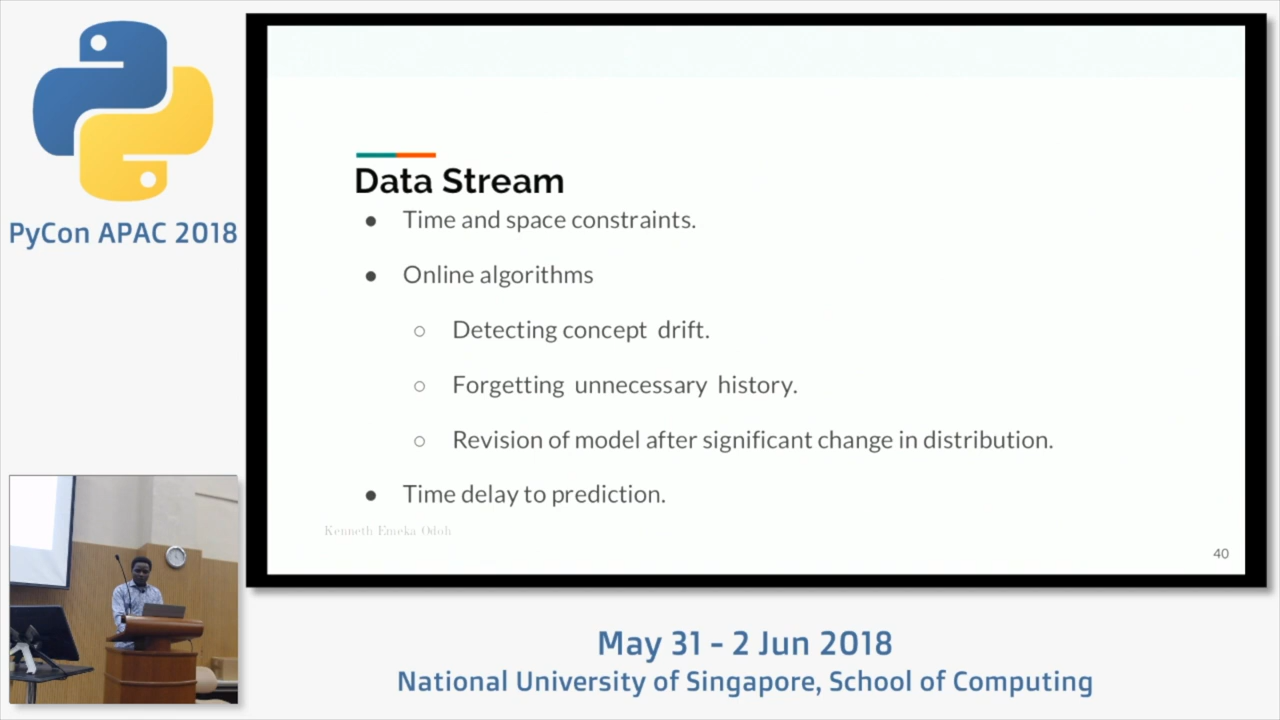 PyCon APAC 2018
Data Stream
● Time and space constraints.
● Online algorithms
○ Detecting concept drift.
○ Forgetting unnecessary history.
○ Revision of model after significant change in distribution.
● Time delay to prediction.
Kenneth Emeka Odoh
40
May 31 - 2 Jun 2018
National University of Singapore, School of Computing